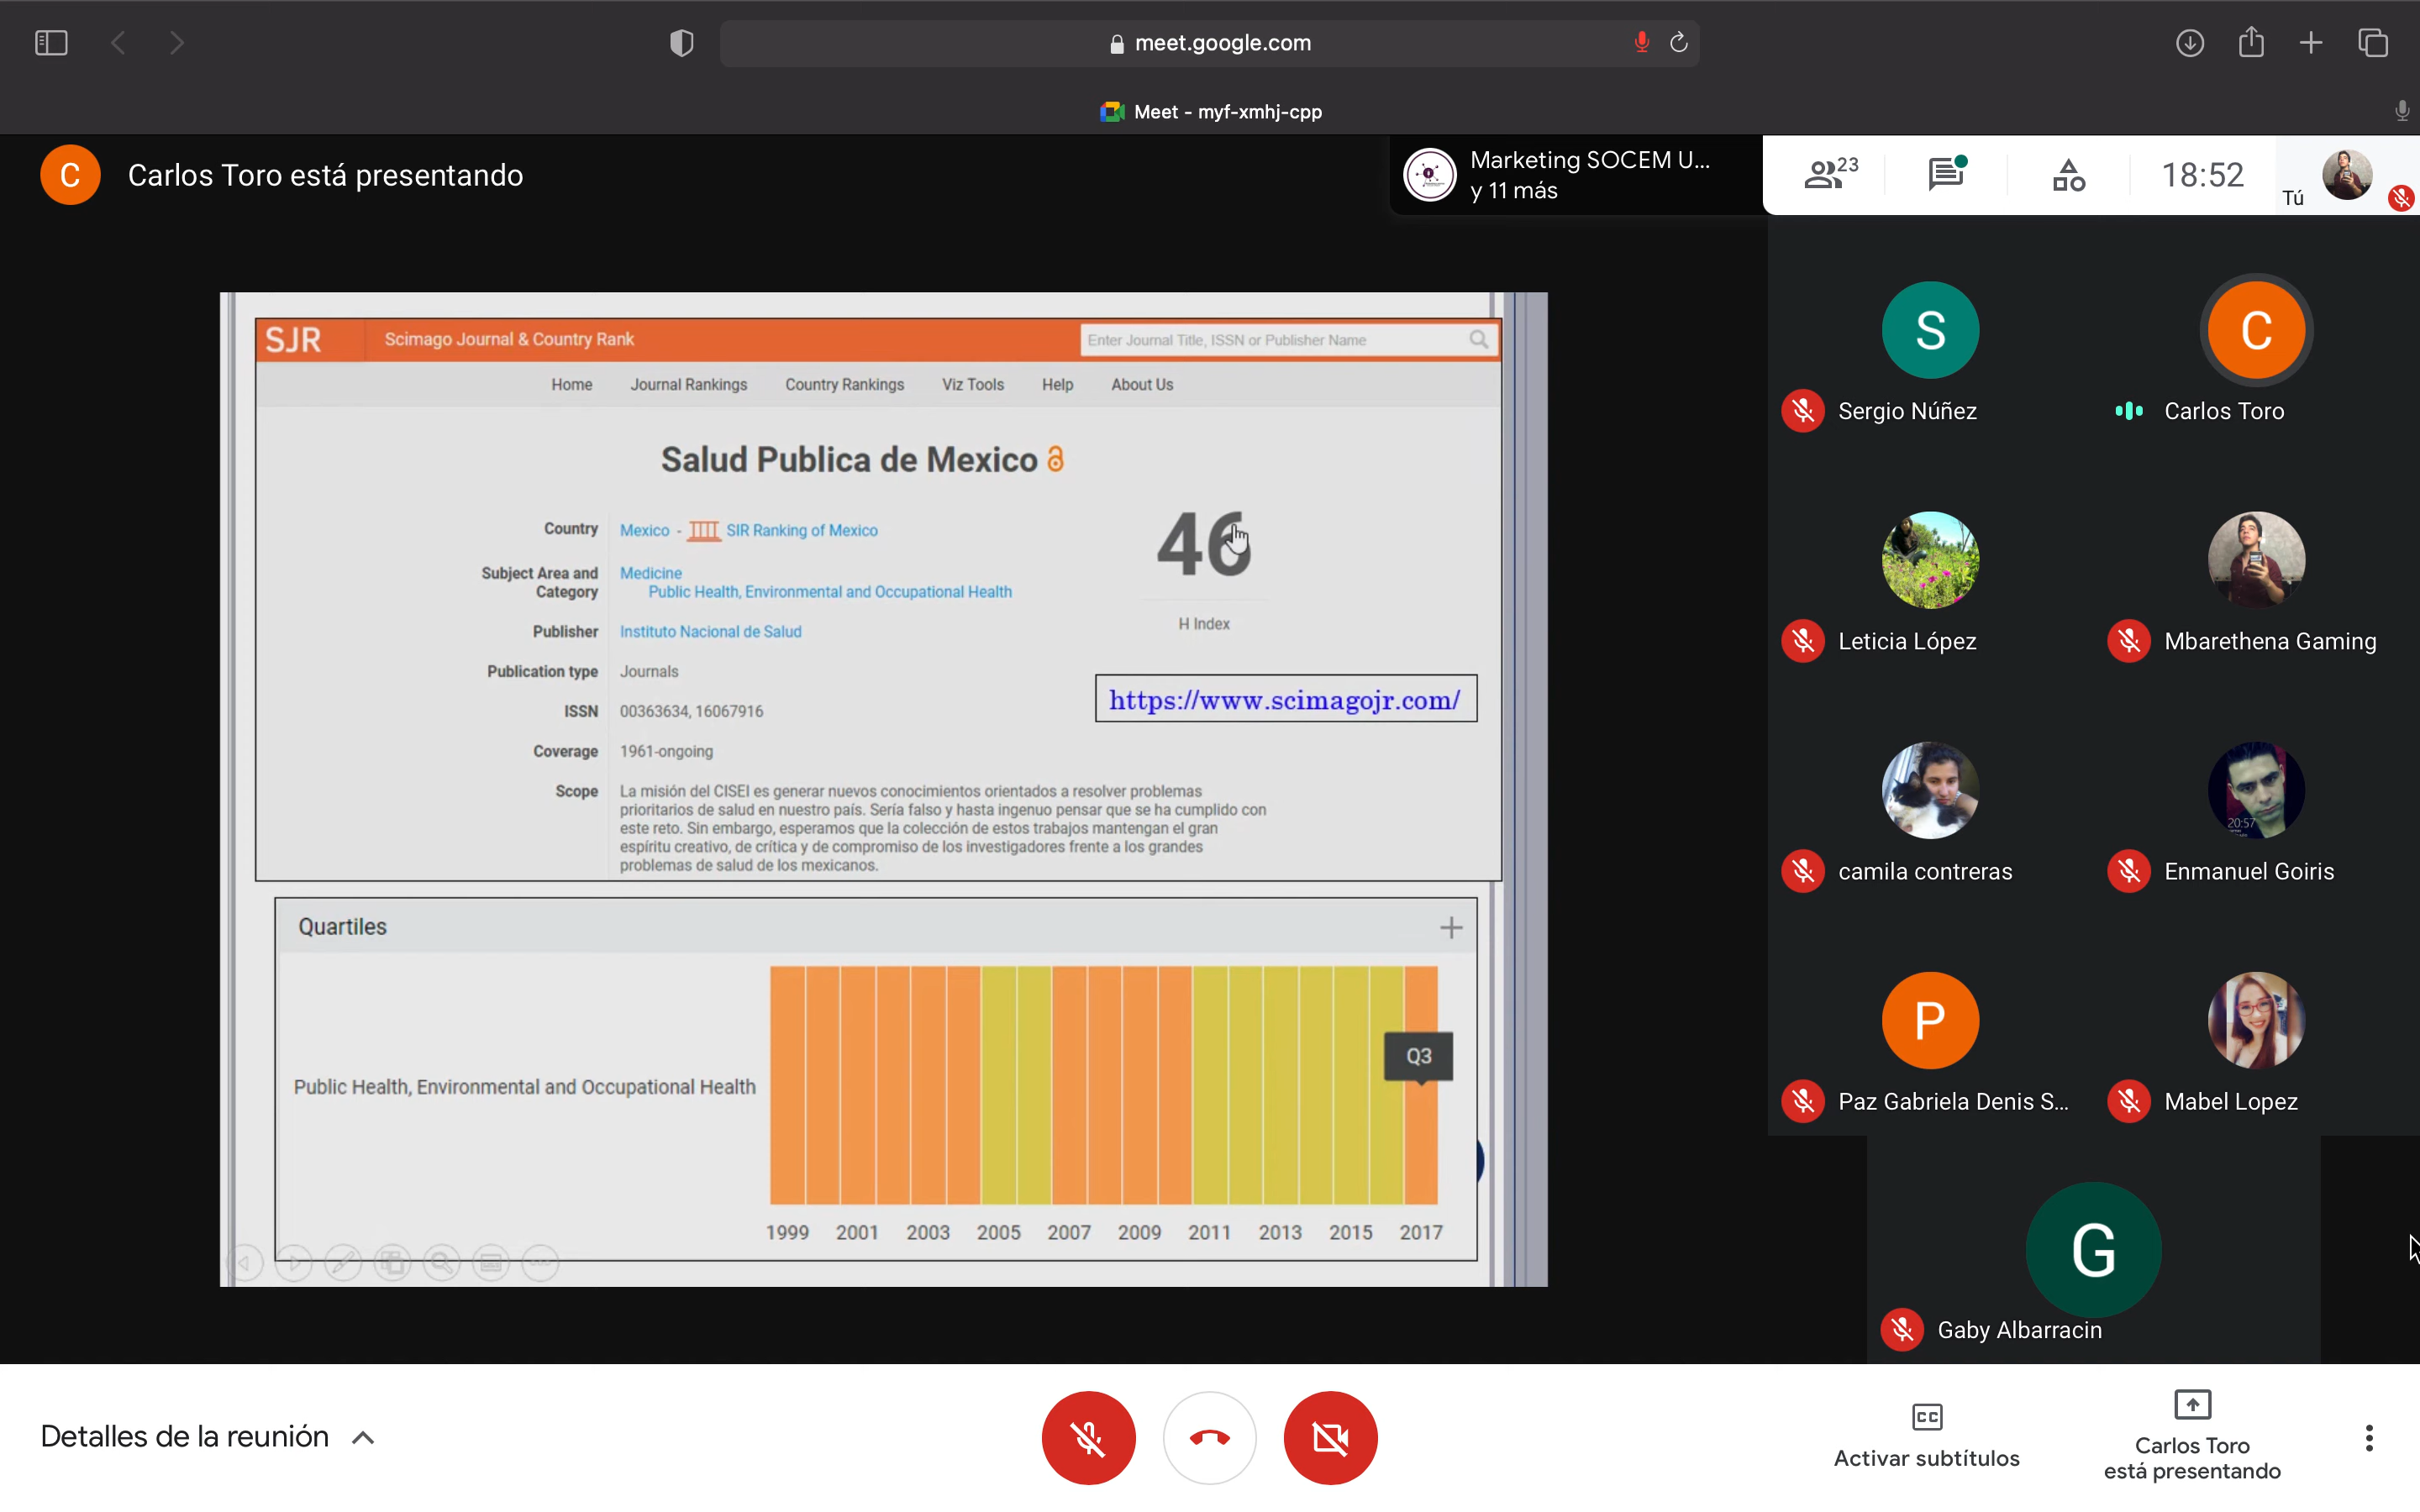 meet.google.com
Meet - myf-xmhj-cpp
C
Carlos Toro está presentando
Marketing SOCEM U...
y 11 más
23
18:52
Tú
SJR
Scimago Journal & Country Rank
Enter Journal Title, ISSN or Publisher Name
Home Journal Rankings Country Rankings Viz Tools Help About Us
Salud Publica de Mexico
Country Mexico - SIR Ranking of Mexico
Subject Area and Category
Medicine
Public Health, Environmental and Occupational Health
Publisher Instituto Nacional de Salud
Publication type Journals
ISSN 00363634, 16067916
Coverage 1961-ongoing
Scope La misión del CISEI es generar nuevos conocimientos orientados a resolver problemas
prioritarios de salud en nuestro país. Sería falso y hasta ingenuo pensar que se ha cumplido con
este reto. Sin embargo, esperamos que la colección de estos trabajos mantengan el gran
espíritu creativo, de crítica y de compromiso de los investigadores frente a los grandes
problemas de salud de los mexicanos.
46
H Index
https://www.scimagojr.com/
Quartiles
Public Health, Environmental and Occupational Health
Q3
1999 2001 2003 2005 2007 2009 2011 2013 2015 2017
S
Sergio Núñez
C
Carlos Toro
Leticia López
Mbarethena Gaming
camila contreras
20:57
Enmanuel Goiris
P
Paz Gabriela Denis S...
Mabel Lopez
G
Gaby Albarracin
Detalles de la reunión
CC
Activar subtítulos
Carlos Toro
está presentando